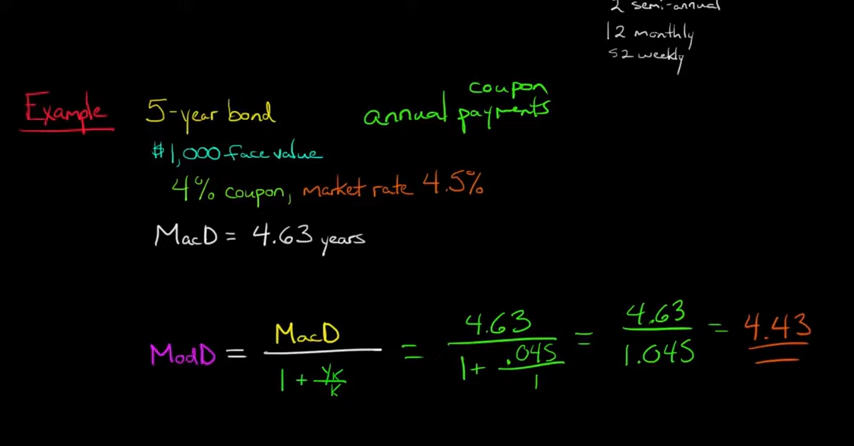 2 semi-annual
12 monthly
52 weekly
Example
5-year bond
coupon
annual payments
$1,000 face value
4% coupon, market rate 4.5%
MacD = 4.63 years
ModD = MacD / 1 + yk/k = 4.63 / 1 + .045/1 = 4.63 / 1.045 = 4.43